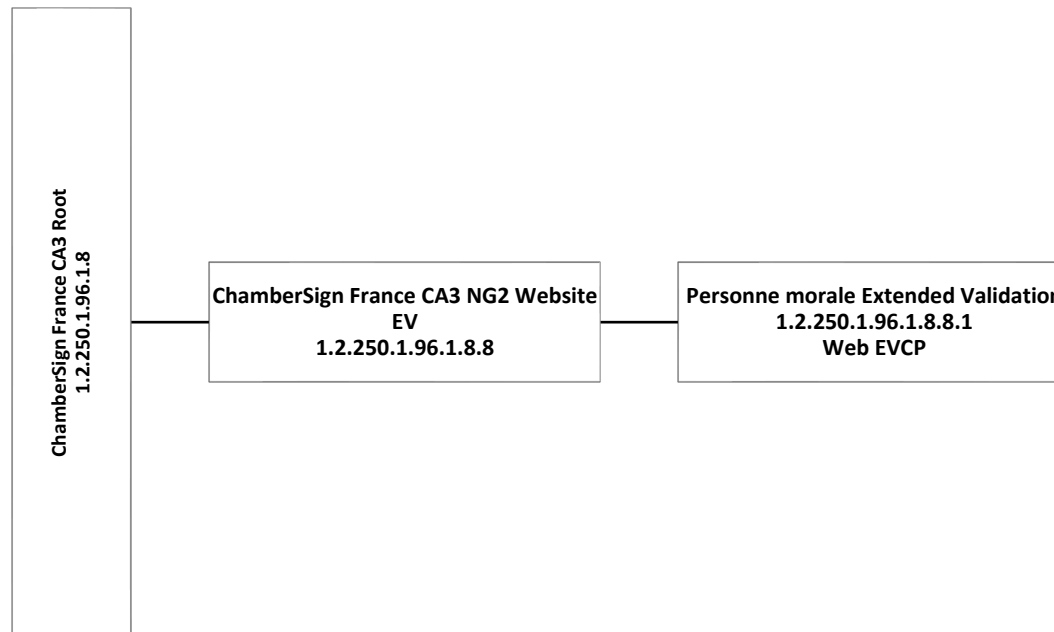 ChamberSign France CA3 Root
1.2.250.1.96.1.8
ChamberSign France CA3 NG2 Website
EV
1.2.250.1.96.1.8.8
Personne morale Extended Validation
1.2.250.1.96.1.8.8.1
Web EVCP